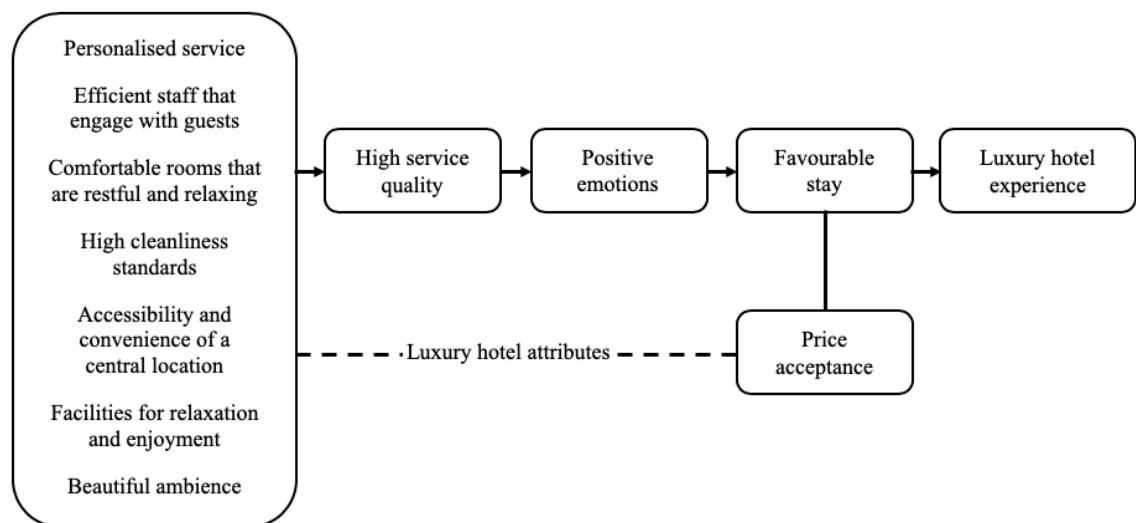 Personalised service
Efficient staff that
engage with guests
Comfortable rooms that
are restful and relaxing
High cleanliness
standards
Accessibility and
convenience of a
central location
Facilities for relaxation
and enjoyment
Beautiful ambience
High service
quality
Positive
emotions
Favourable
stay
Luxury hotel
experience
Luxury hotel attributes
Price
acceptance